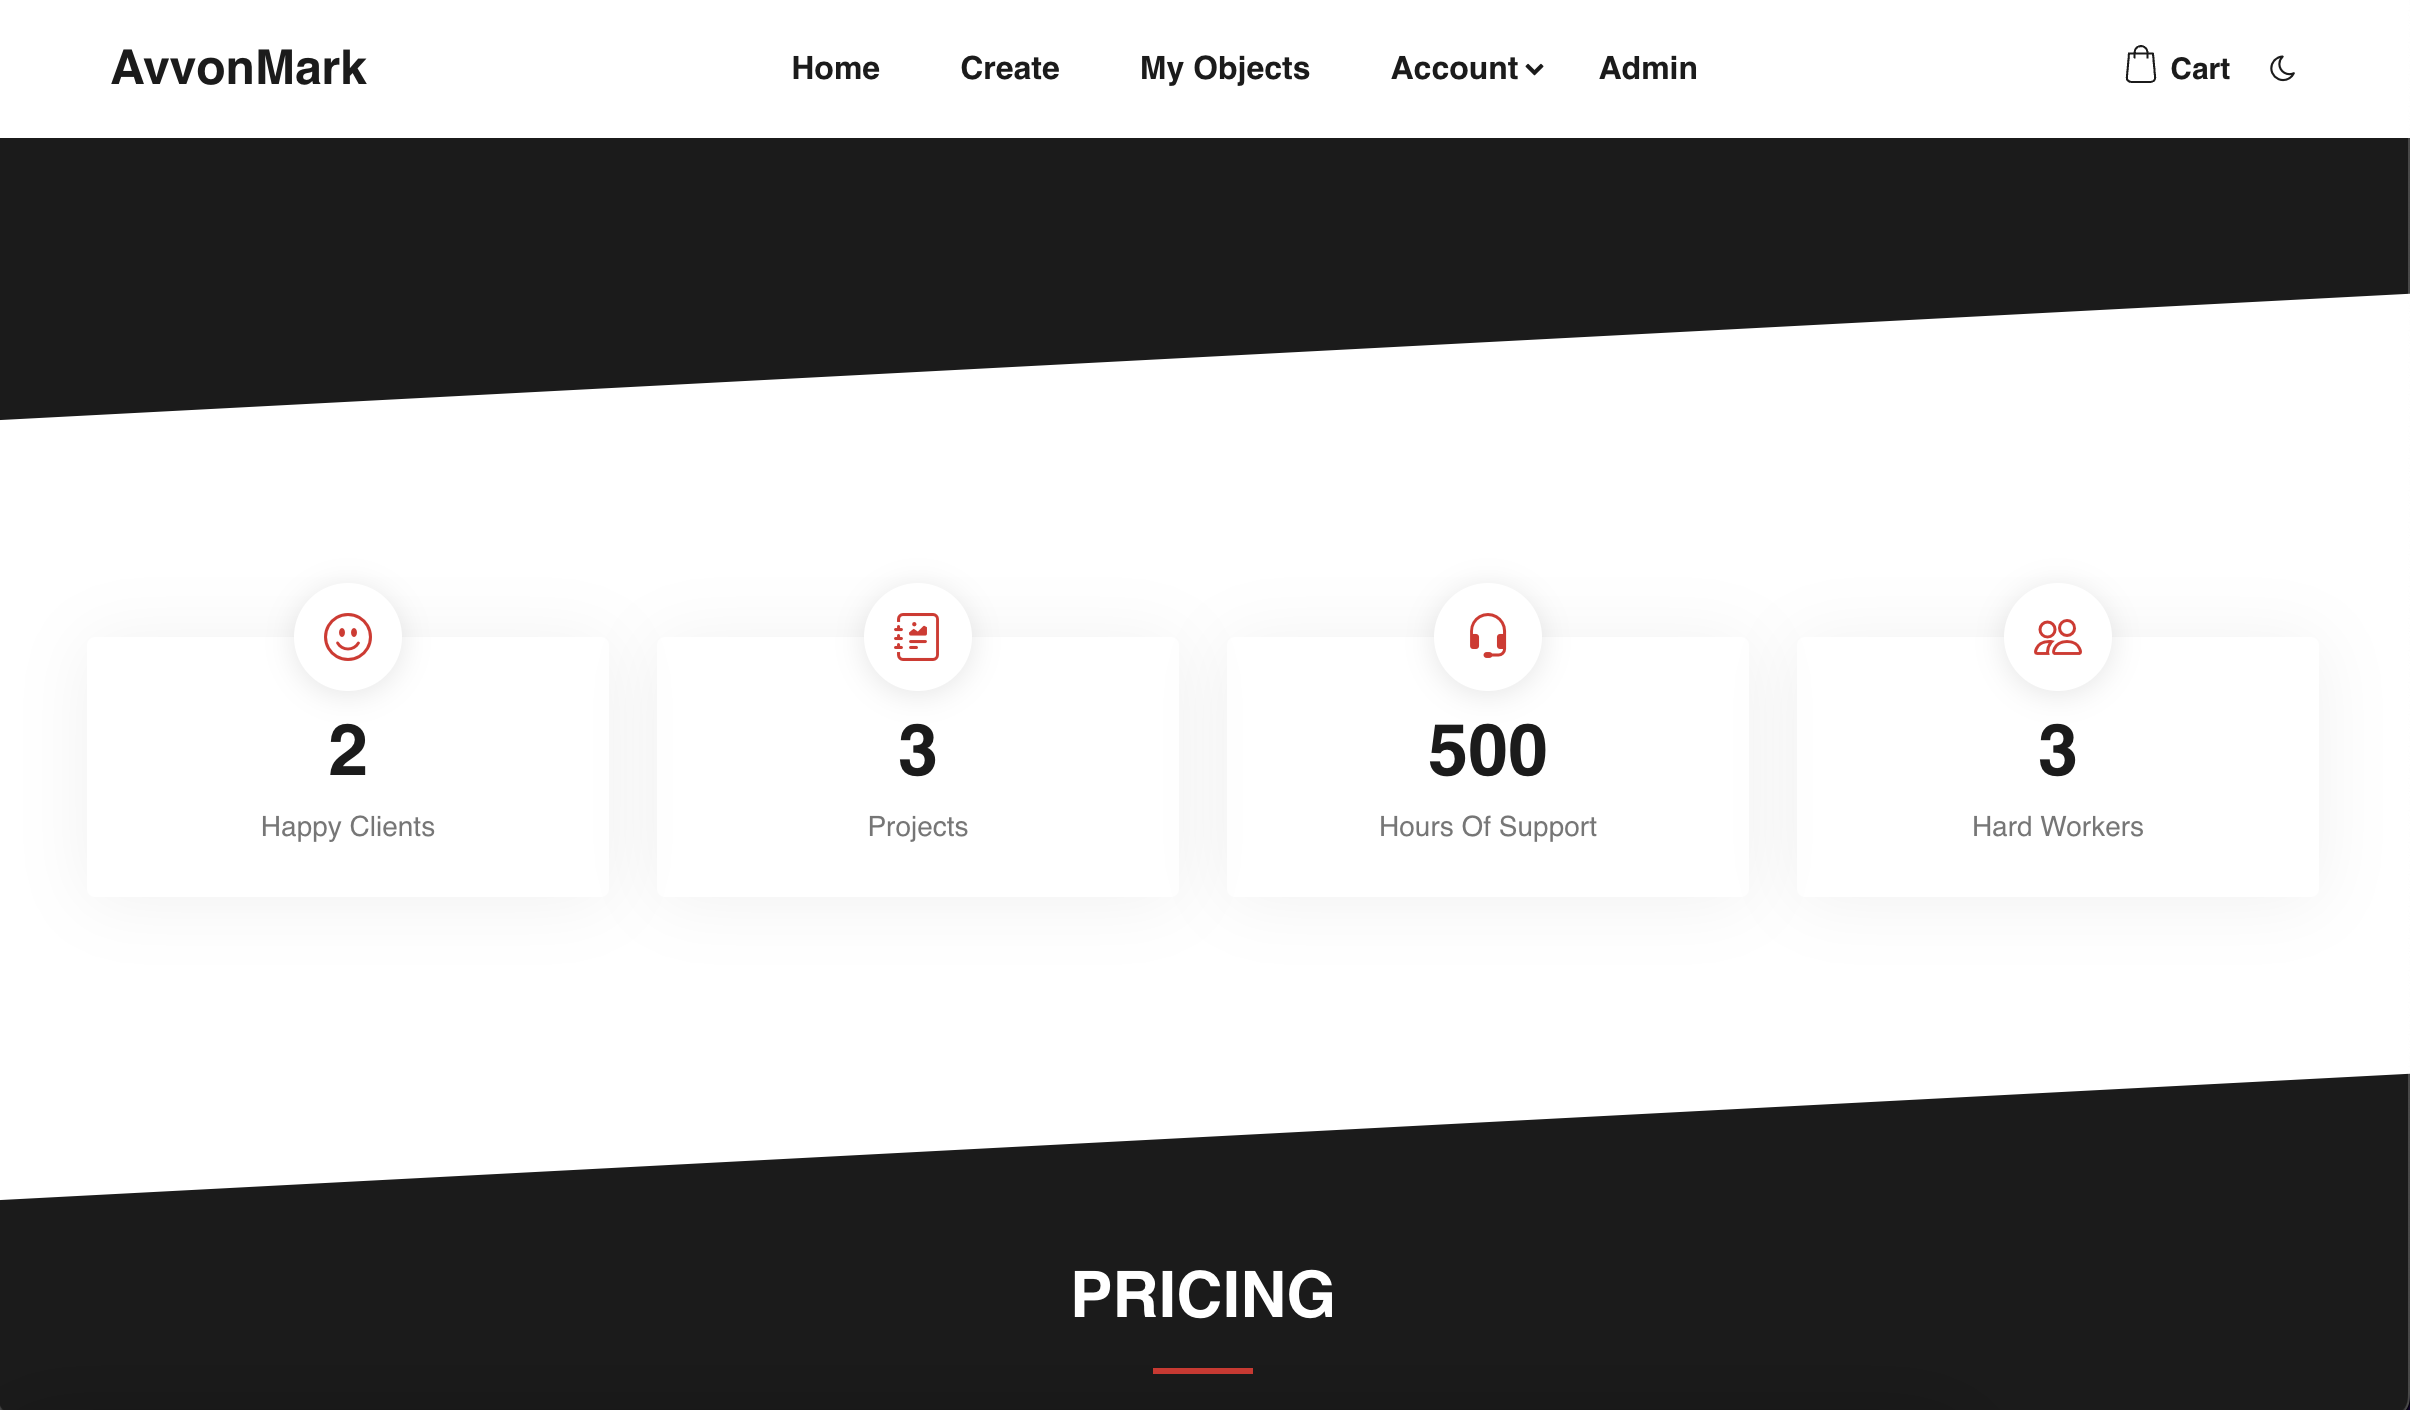 AvvonMark
Home Create My Objects Account Admin
Cart
2
Happy Clients
3
Projects
500
Hours Of Support
3
Hard Workers
PRICING